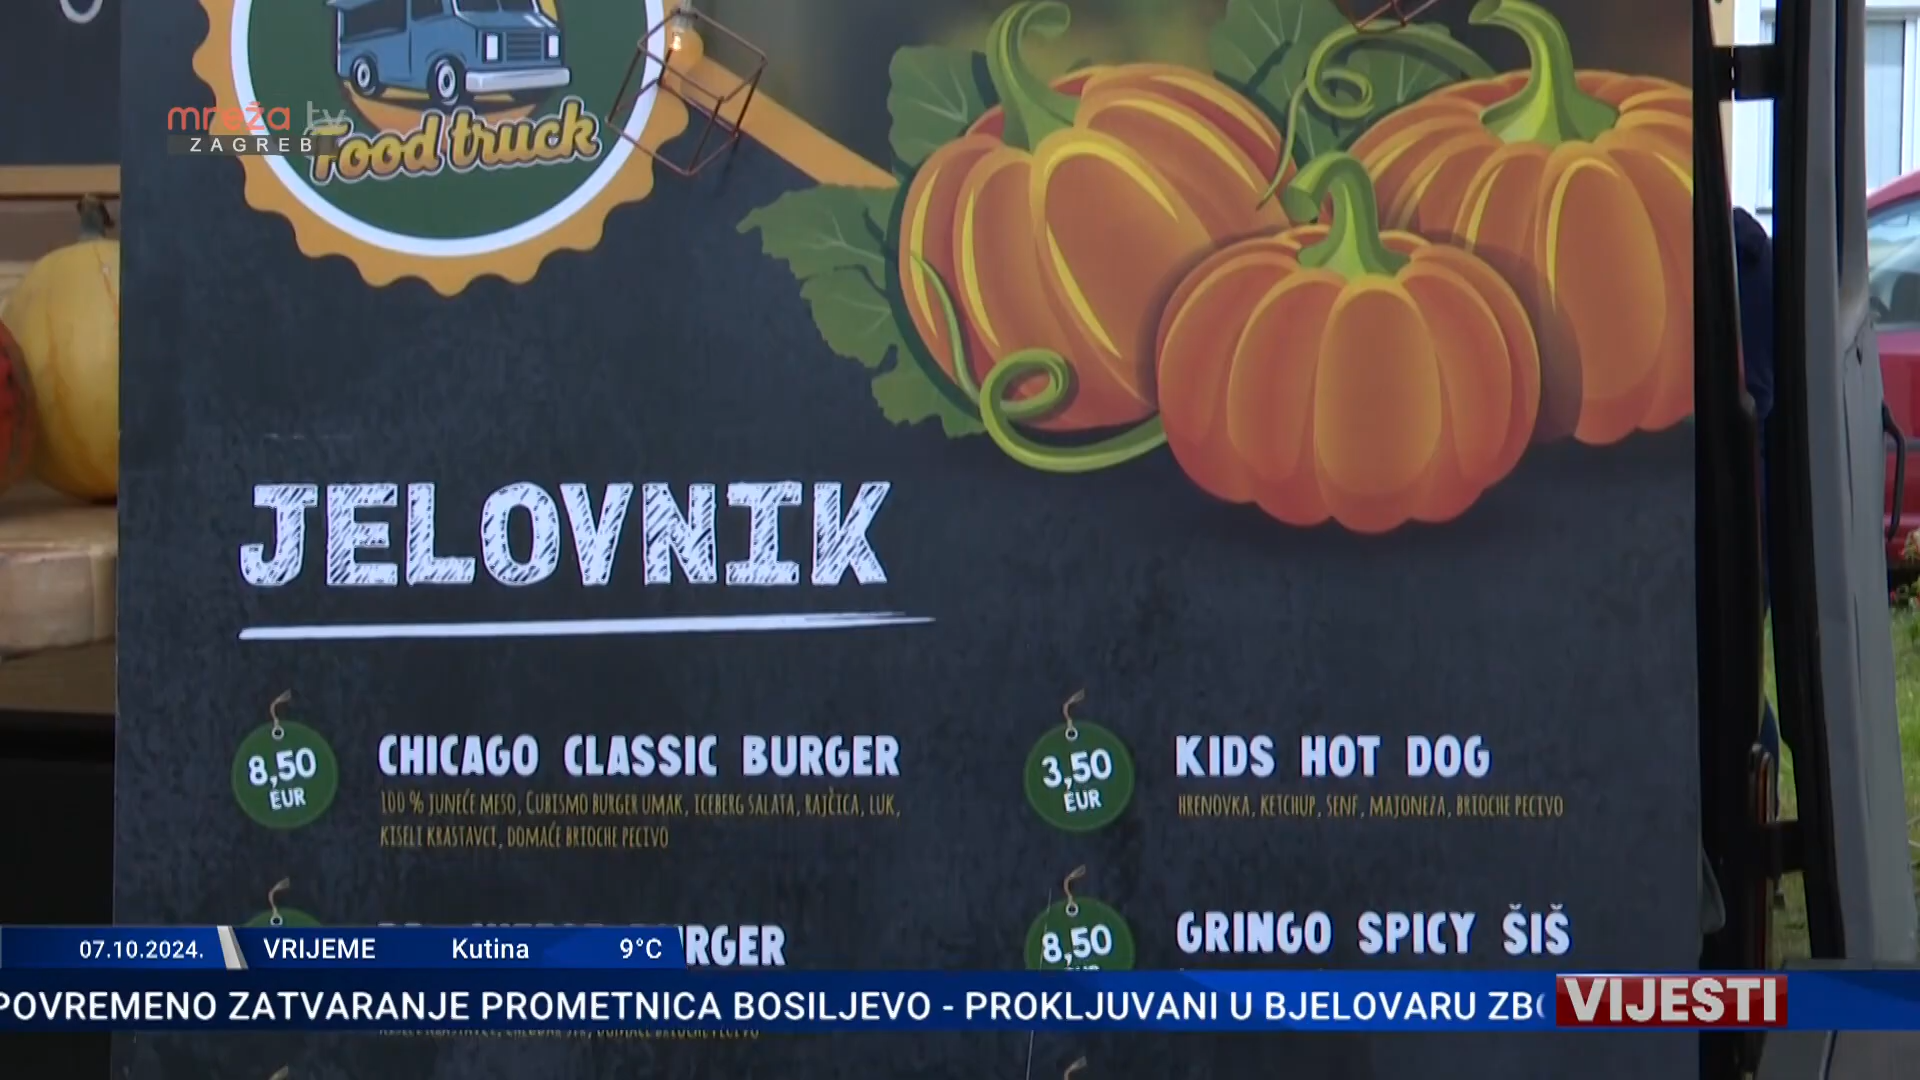 mreža tv
ZAGREB
Food truck
JELOVNIK
8,50
EUR
CHICAGO CLASSIC BURGER
100 % JUNEĆE MESO, CUBISMO BURGER UMAK, ICEBERG SALATA, RAJČICA, LUK,
KISELI KRASTAVCI, DOMAĆE BRIOCHE PECIVO
3,50
EUR
KIDS HOT DOG
HRENOVKA, KETCHUP, SENF, MAJONEZA, BRIOCHE PECIVO
8,50
GRINGO SPICY ŠIŠ
07.10.2024.
VRIJEME
Kutina
9°C
POVREMENO ZATVARANJE PROMETNICA BOSILJEVO - PROKLJUVANI U BJELOVARU
VIJESTI